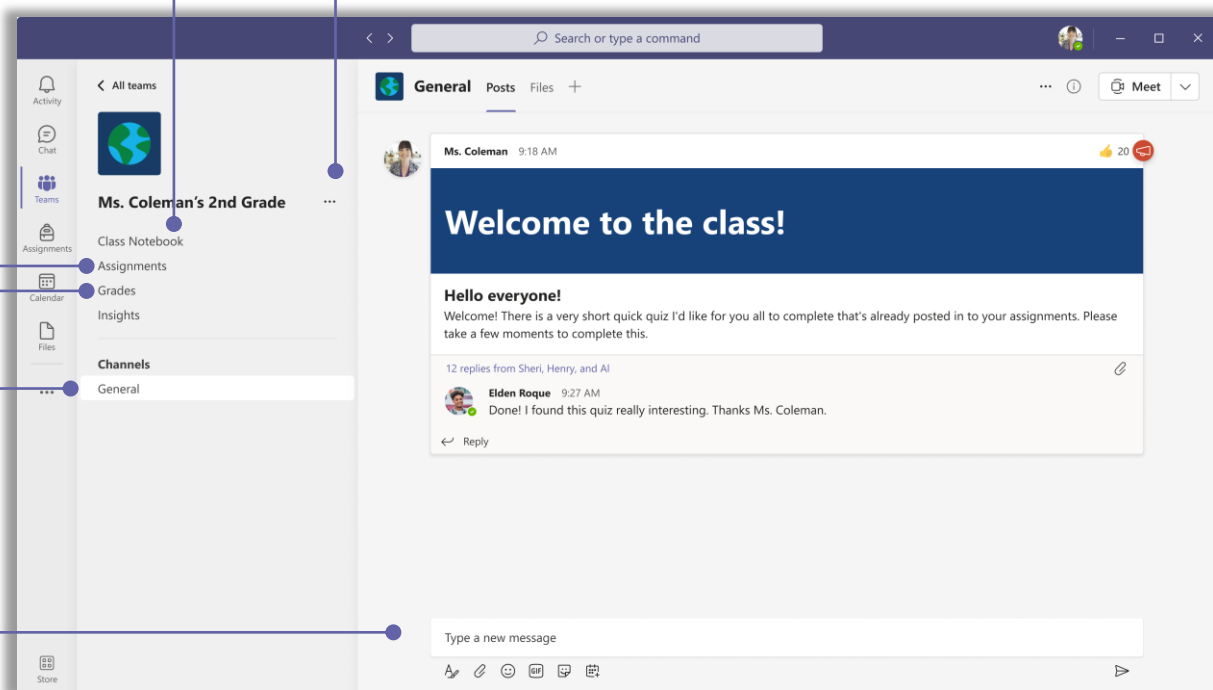 Search or type a command
Activity
Chat
Teams
Assignments
Calendar
Files
Store
All teams
Ms. Coleman’s 2nd Grade
Class Notebook
Assignments
Grades
Insights
Channels
General
General Posts Files
Meet
Ms. Coleman 9:18 AM
20
Welcome to the class!
Hello everyone!
Welcome! There is a very short quick quiz I'd like for you all to complete that's already posted in to your assignments. Please
take a few moments to complete this.
12 replies from Sheri, Henry, and Al
Elden Roque 9:27 AM
Done! I found this quiz really interesting. Thanks Ms. Coleman.
Reply
Type a new message
GIF